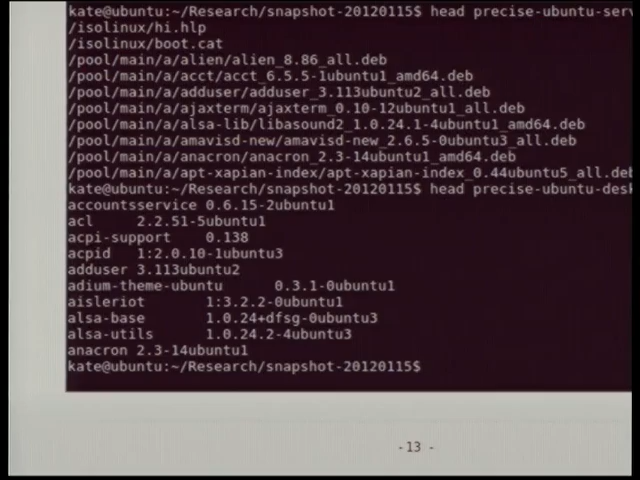 kate@ubuntu:~/Research/snapshot-20120115$ head precise-ubuntu-serv
/isolinux/hi.hlp
/isolinux/boot.cat
/pool/main/a/alien/alien_8.86_all.deb
/pool/main/a/acct/acct_6.5.5-1ubuntu1_amd64.deb
/pool/main/a/adduser/adduser_3.113ubuntu2_all.deb
/pool/main/a/ajaxterm/ajaxterm_0.10-12ubuntu1_all.deb
/pool/main/a/alsa-lib/libasound2_1.0.24.1-4ubuntu1_amd64.deb
/pool/main/a/amavisd-new/amavisd-new_2.6.5-0ubuntu3_all.deb
/pool/main/a/anacron/anacron_2.3-14ubuntu1_amd64.deb
/pool/main/a/apt-xapian-index/apt-xapian-index_0.44ubuntu5_all.deb
kate@ubuntu:~/Research/snapshot-20120115$ head precise-ubuntu-desk
accountsservice 0.6.15-2ubuntu1
acl 2.2.51-5ubuntu1
acpi-support 0.138
acpid 1:2.0.10-1ubuntu3
adduser 3.113ubuntu2
adium-theme-ubuntu 0.3.1-0ubuntu1
aisleriot 1:3.2.2-0ubuntu1
alsa-base 1.0.24+dfsg-0ubuntu3
alsa-utils 1.0.24.2-4ubuntu3
anacron 2.3-14ubuntu1
kate@ubuntu:~/Research/snapshot-20120115$
-13 -